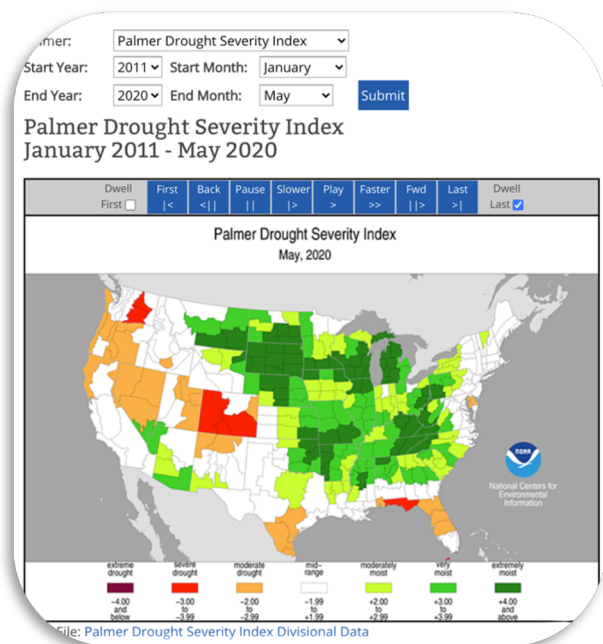 Palmer Drought Severity Index
Start Year: 2011 Start Month: January
End Year: 2020 End Month: May Submit
Palmer Drought Severity Index
January 2011 - May 2020
Dwell First Back Pause Slower Play Faster Fwd Last Dwell
First |< <|| || |> > >> ||> >| Last
Palmer Drought Severity Index
May, 2020
NOAA
National Centers for
Environmental
Information
extreme severe moderate mid- moderately very extremely
drought drought drought range moist moist moist
-4.00 -3.00 -2.00 -1.99 +2.00 +3.00 +4.00
and to to to to to and
below -3.99 -2.99 +1.99 +2.99 +3.99 above
File: Palmer Drought Severity Index Divisional Data